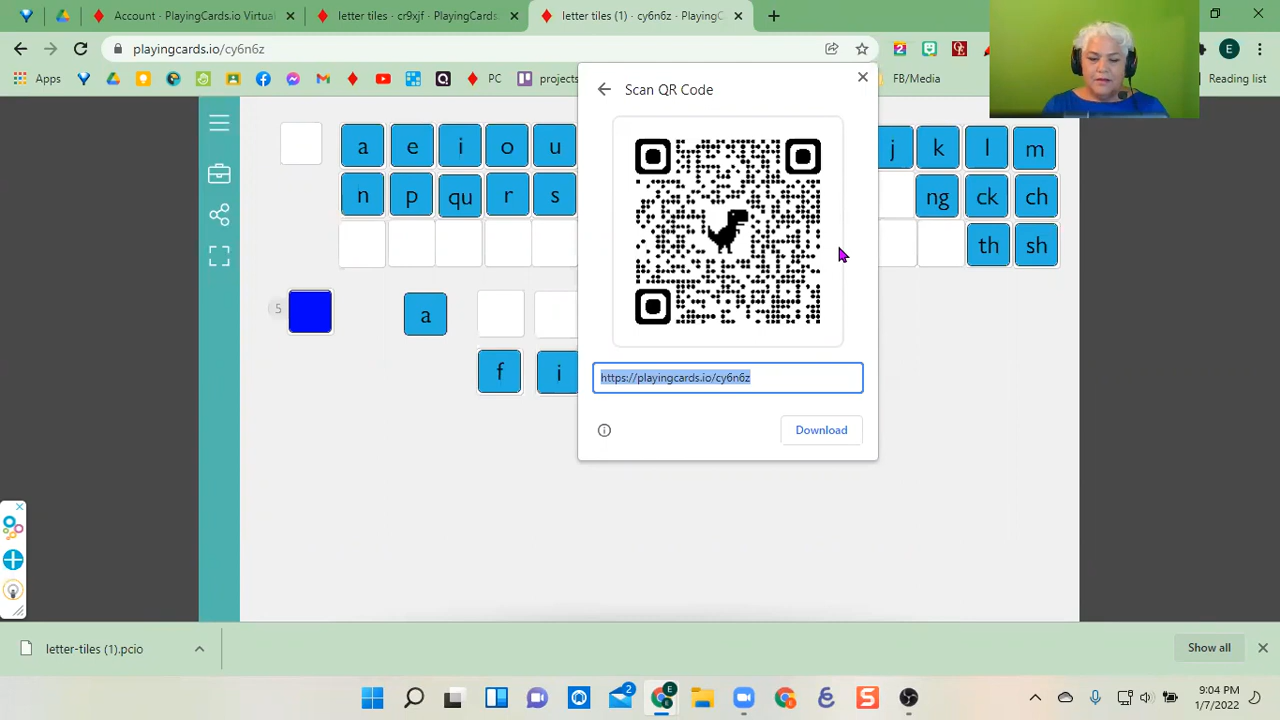 Account - PlayingCards.io Virtual
letter tiles - cr9xjf - PlayingCards.
letter tiles (1) - cy6n6z - PlayingC
playingcards.io/cy6n6z
E
Apps
PC
projects
FB/Media
Reading list
Scan QR Code
a e i o u j k l m
n p qu r s ng ck ch
th sh
5
a
f i
https://playingcards.io/cy6n6z
Download
letter-tiles (1).pcio
Show all
2
E
9:04 PM
1/7/2022